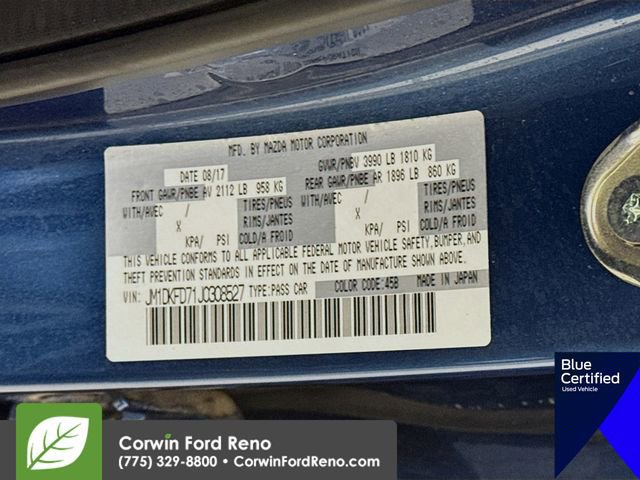 MFD. BY MAZDA MOTOR CORPORATION
DATE 08/17 GVWR/PNBV 3990 LB 1810 KG
FRONT GAWR/PNBE AV 2112 LB 958 KG REAR GAWR/PNBE AR 1896 LB 860 KG
WITH/AVEC / TIRES/PNEUS WITH/AVEC / TIRES/PNEUS
X RIMS/JANTES X RIMS/JANTES
KPA/ PSI COLD/A FROID KPA/ PSI COLD/A FROID
THIS VEHICLE CONFORMS TO ALL APPLICABLE FEDERAL MOTOR VEHICLE SAFETY,BUMPER,AND
THEFT PREVENTION STANDARDS IN EFFECT ON THE DATE OF MANUFACTURE SHOWN ABOVE.
VIN: JM1DKFD71J0308527 TYPE:PASS CAR COLOR CODE:45B MADE IN JAPAN
Blue
Certified
Used Vehicle
Corwin Ford Reno
(775) 329-8800 • CorwinFordReno.com